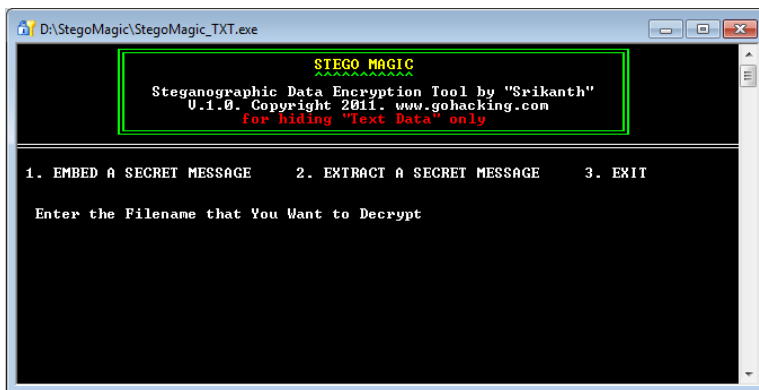 D:\StegoMagic\StegoMagic_TXT.exe
STEGO MAGIC
^^^^^^^^^^^
Steganographic Data Encryption Tool by "Srikanth"
V.1.0. Copyright 2011. www.gohacking.com
for hiding "Text Data" only
1. EMBED A SECRET MESSAGE 2. EXTRACT A SECRET MESSAGE 3. EXIT
Enter the Filename that You Want to Decrypt